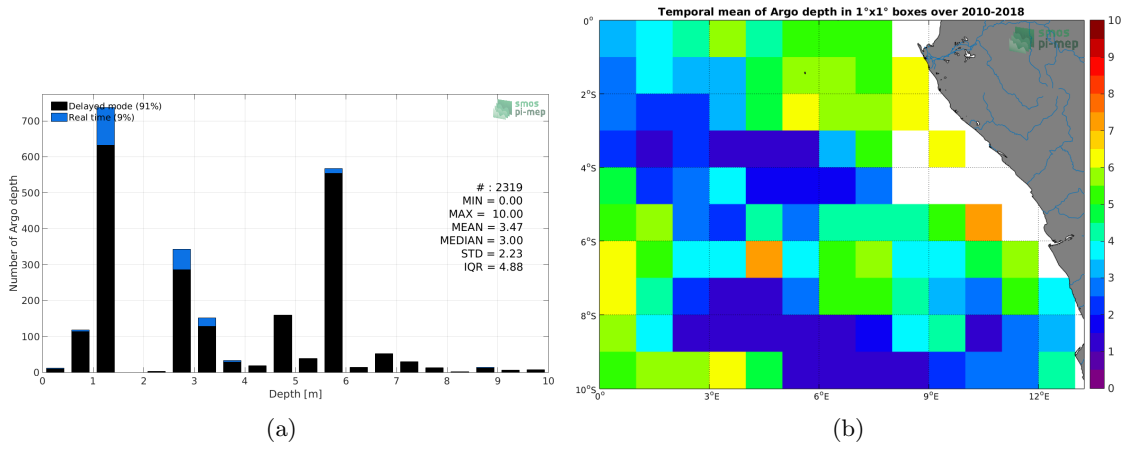 Delayed mode (91%)
Real time (9%)
smos
pi-mep
# : 2319
MIN = 0.00
MAX = 10.00
MEAN = 3.47
MEDIAN = 3.00
STD = 2.23
IQR = 4.88
Number of Argo depth
700
600
500
400
300
200
100
0
0 1 2 3 4 5 6 7 8 9 10
Depth [m]
(a)
Temporal mean of Argo depth in 1°x1° boxes over 2010-2018
smos
pi-mep
0°
2°S
4°S
6°S
8°S
10°S
0° 3°E 6°E 9°E 12°E
10
9
8
7
6
5
4
3
2
1
0
(b)